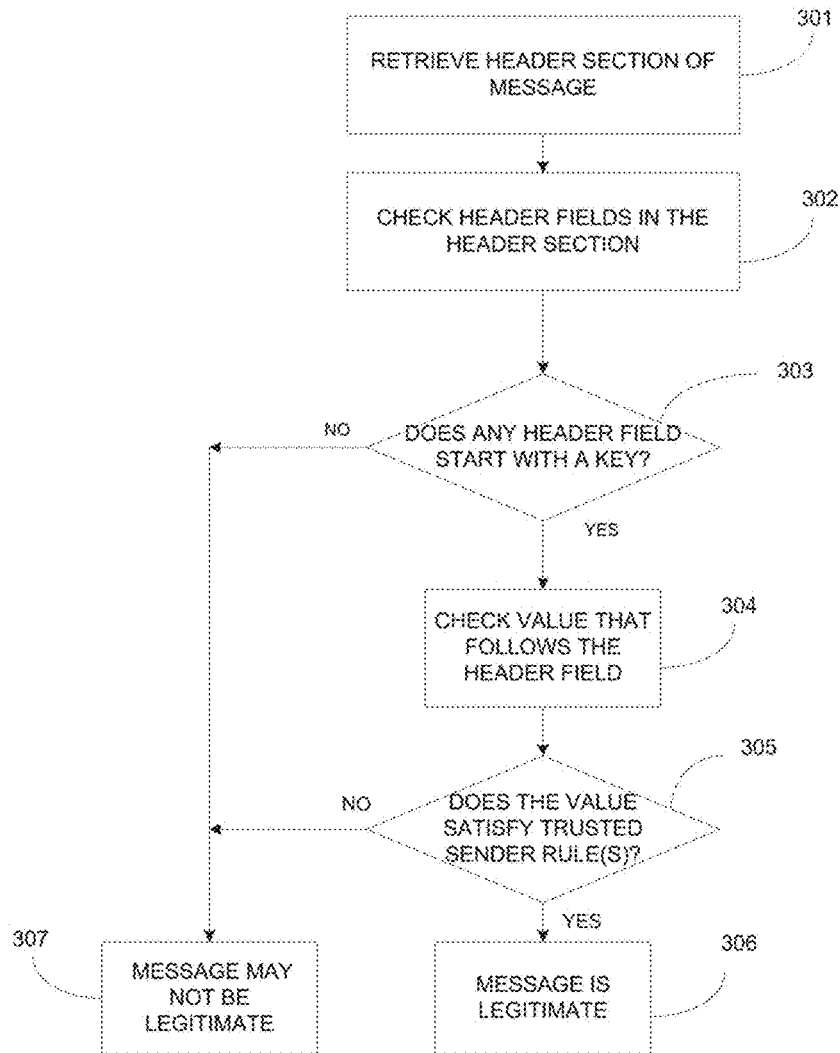 301
RETRIEVE HEADER SECTION OF
MESSAGE
302
CHECK HEADER FIELDS IN THE
HEADER SECTION
303
NO
DOES ANY HEADER FIELD
START WITH A KEY?
YES
304
CHECK VALUE THAT
FOLLOWS THE
HEADER FIELD
305
NO
DOES THE VALUE
SATISFY TRUSTED
SENDER RULE(S)?
YES
307
MESSAGE MAY
NOT BE
LEGITIMATE
306
MESSAGE IS
LEGITIMATE